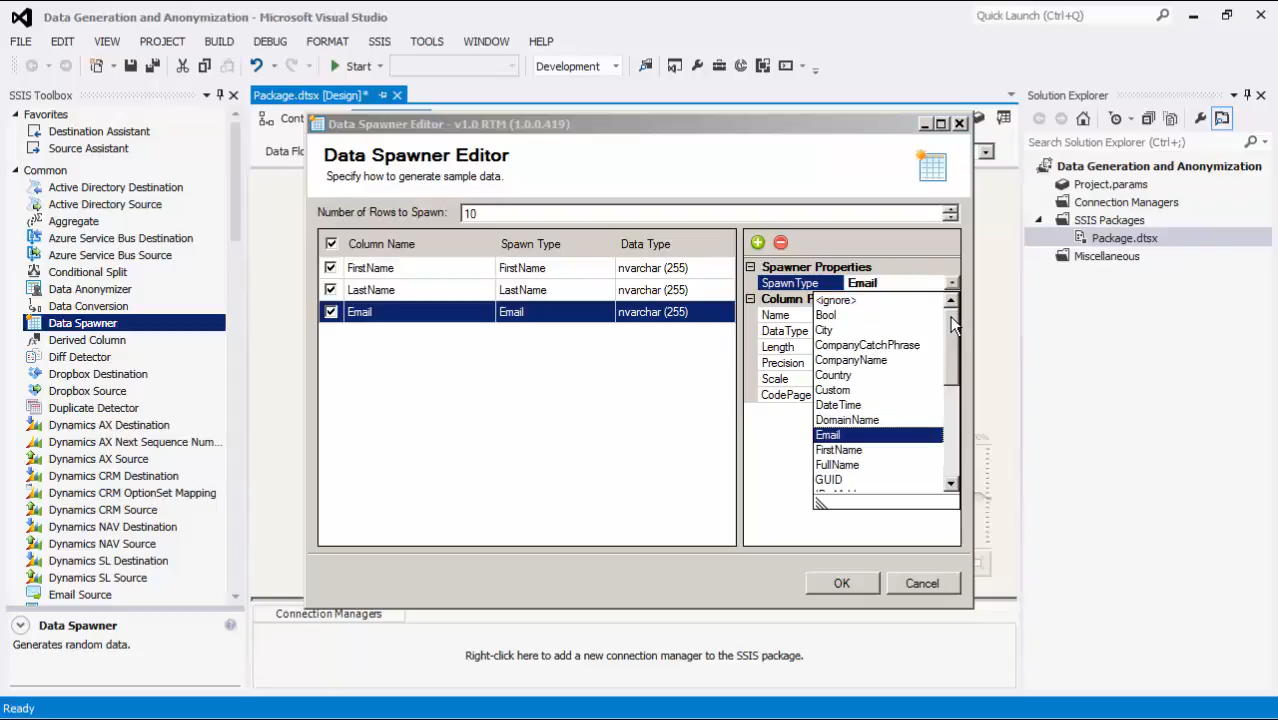 Data Generation and Anonymization - Microsoft Visual Studio
Quick Launch (Ctrl+Q)
FILE EDIT VIEW PROJECT BUILD DEBUG FORMAT SSIS TOOLS WINDOW HELP
Start
Development
SSIS Toolbox
Favorites
Destination Assistant
Source Assistant
Common
Active Directory Destination
Active Directory Source
Aggregate
Azure Service Bus Destination
Azure Service Bus Source
Conditional Split
Data Anonymizer
Data Conversion
Data Spawner
Derived Column
Diff Detector
Dropbox Destination
Dropbox Source
Duplicate Detector
Dynamics AX Destination
Dynamics AX Next Sequence Num...
Dynamics AX Source
Dynamics CRM Destination
Dynamics CRM OptionSet Mapping
Dynamics CRM Source
Dynamics NAV Destination
Dynamics NAV Source
Dynamics SL Destination
Dynamics SL Source
Email Source
Data Spawner
Generates random data.
Package.dtsx [Design]*
Data Spawner Editor - v1.0 RTM (1.0.0.419)
Data Spawner Editor
Specify how to generate sample data.
Number of Rows to Spawn: 10
Column Name Spawn Type Data Type
FirstName FirstName nvarchar (255)
LastName LastName nvarchar (255)
Email Email nvarchar (255)
Spawner Properties
SpawnType Email
Column P
Name
DataType
Length
Precision
Scale
CodePage
<ignore>
Bool
City
CompanyCatchPhrase
CompanyName
Country
Custom
DateTime
DomainName
Email
FirstName
FullName
GUID
OK Cancel
Connection Managers
Right-click here to add a new connection manager to the SSIS package.
Solution Explorer
Search Solution Explorer (Ctrl+;)
Data Generation and Anonymization
Project.params
Connection Managers
SSIS Packages
Package.dtsx
Miscellaneous
Ready